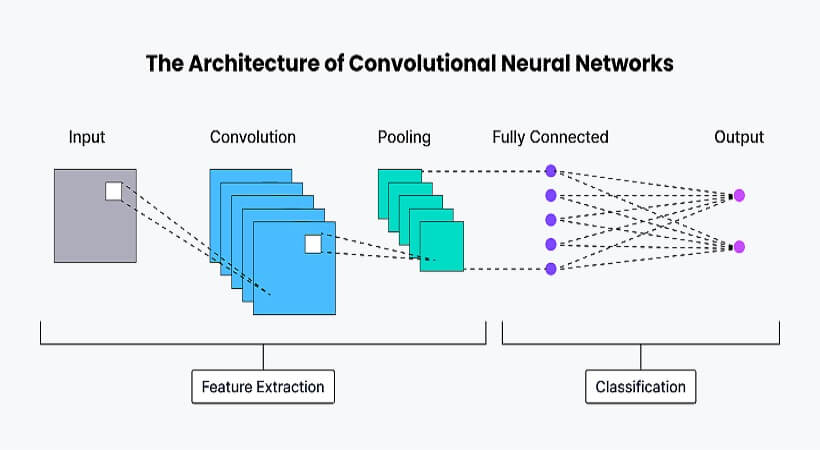 The Architecture of Convolutional Neural Networks
Input
Convolution
Pooling
Fully Connected
Output
Feature Extraction
Classification